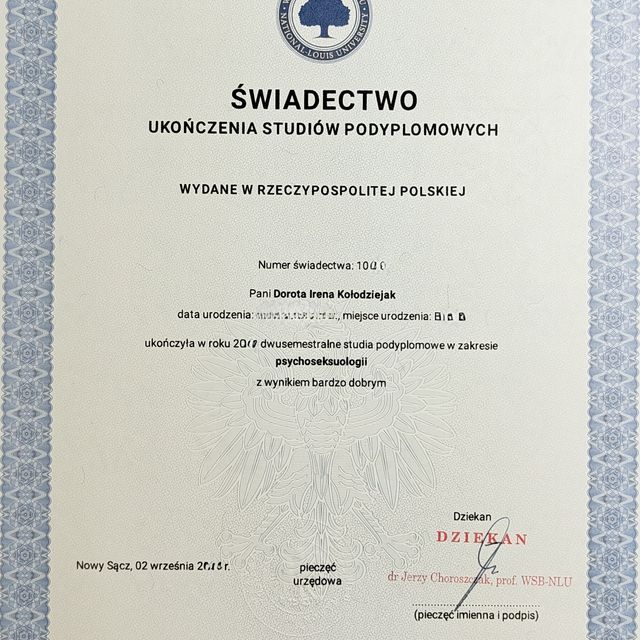 NATIONAL-LOUIS UNIVERSITY
ŚWIADECTWO
UKOŃCZENIA STUDIÓW PODYPLOMOWYCH
WYDANE W RZECZYPOSPOLITEJ POLSKIEJ
Numer świadectwa:
Pani Dorota Irena Kołodziejak
data urodzenia: miejsce urodzenia:
ukończyła w roku dwusemestralne studia podyplomowe w zakresie
psychoseksuologii
z wynikiem bardzo dobrym
Dziekan
DZIEKAN
Nowy Sącz, 02 września r.
pieczęć
urzędowa
dr Jerzy Choroszczak, prof. WSB-NLU
(pieczęć imienna i podpis)